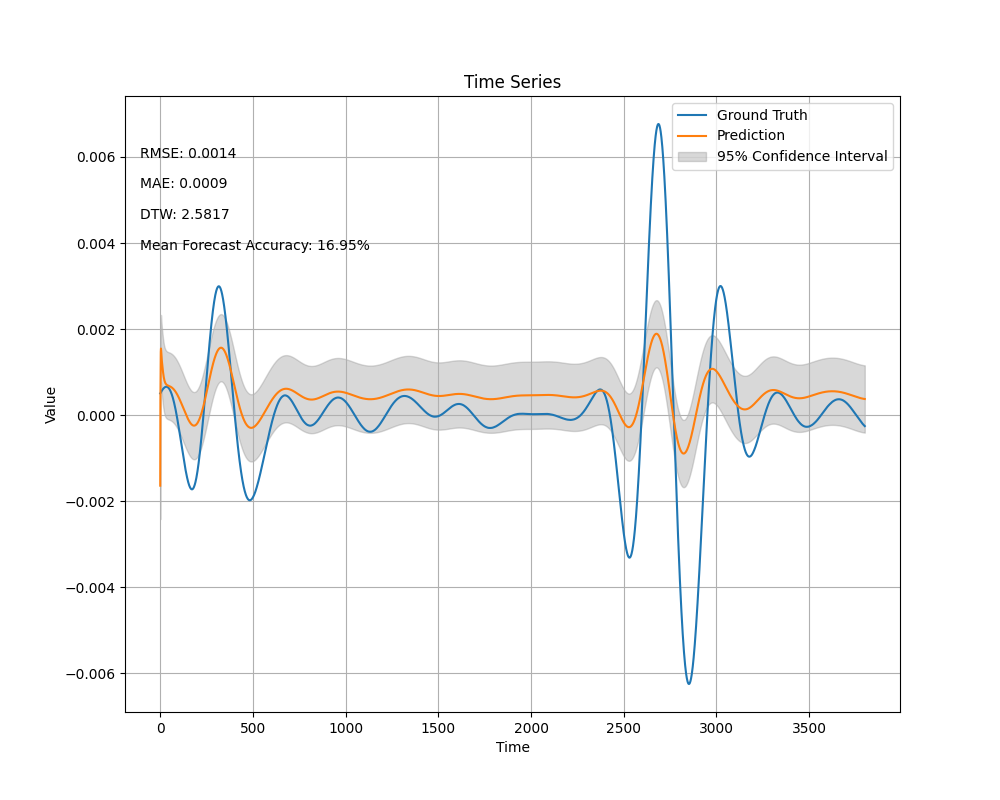 Time Series
Ground Truth
Prediction
95% Confidence Interval
RMSE: 0.0014
MAE: 0.0009
DTW: 2.5817
Mean Forecast Accuracy: 16.95%
Value
0.006
0.004
0.002
0.000
−0.002
−0.004
−0.006
0 500 1000 1500 2000 2500 3000 3500
Time